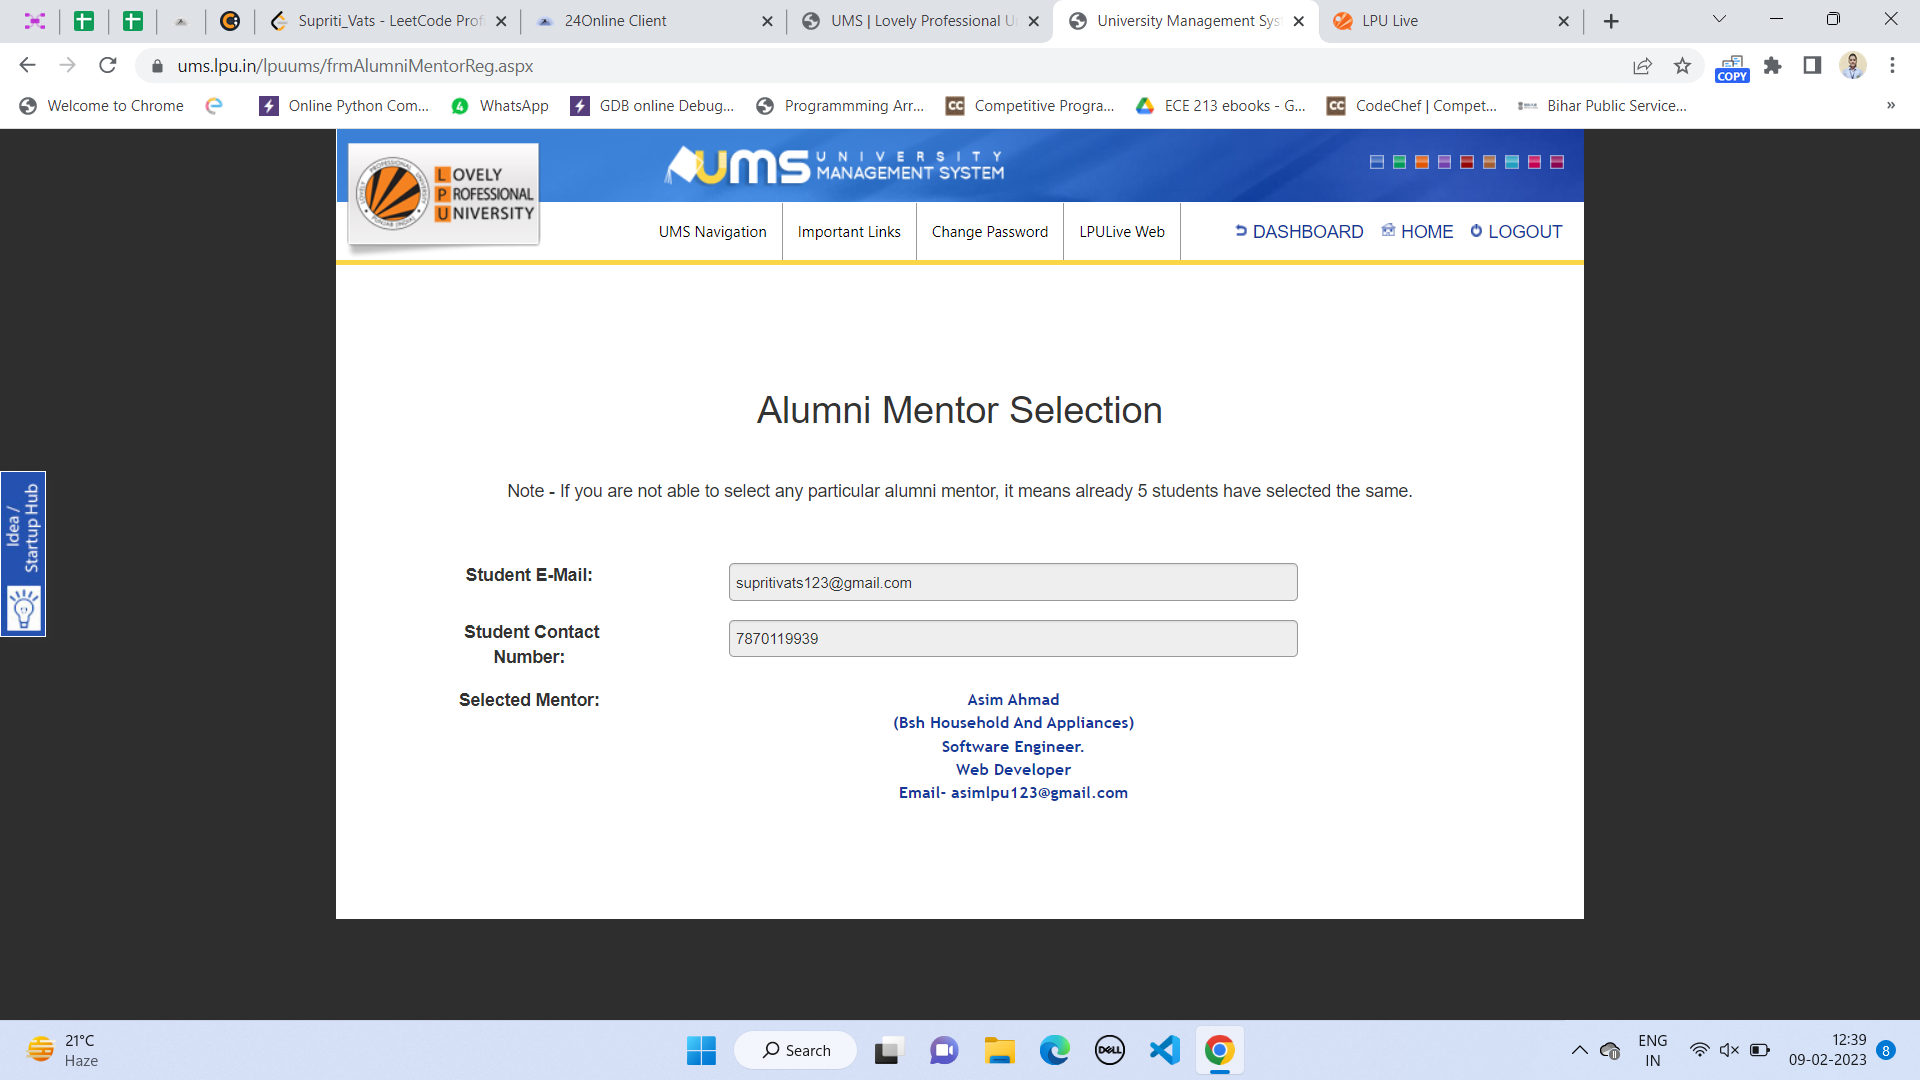 Supriti_Vats - LeetCode Prof
24Online Client
UMS | Lovely Professional U
University Management Sys
LPU Live
ums.lpu.in/lpuums/frmAlumniMentorReg.aspx
COPY
Welcome to Chrome
Online Python Com...
WhatsApp
GDB online Debug...
Programmming Arr...
CC
Competitive Progra...
ECE 213 ebooks - G...
CC
CodeChef | Compet...
Bihar Public Service...
»
LOVELY
PROFESSIONAL
UNIVERSITY
UMS UNIVERSITY
MANAGEMENT SYSTEM
UMS Navigation
Important Links
Change Password
LPULive Web
DASHBOARD
HOME
LOGOUT
Alumni Mentor Selection
Note - If you are not able to select any particular alumni mentor, it means already 5 students have selected the same.
Idea /
Startup Hub
Student E-Mail:
supritivats123@gmail.com
Student Contact
Number:
7870119939
Selected Mentor:
Asim Ahmad
(Bsh Household And Appliances)
Software Engineer.
Web Developer
Email- asimlpu123@gmail.com
21°C
Haze
Search
DELL
ENG
IN
12:39
09-02-2023
8